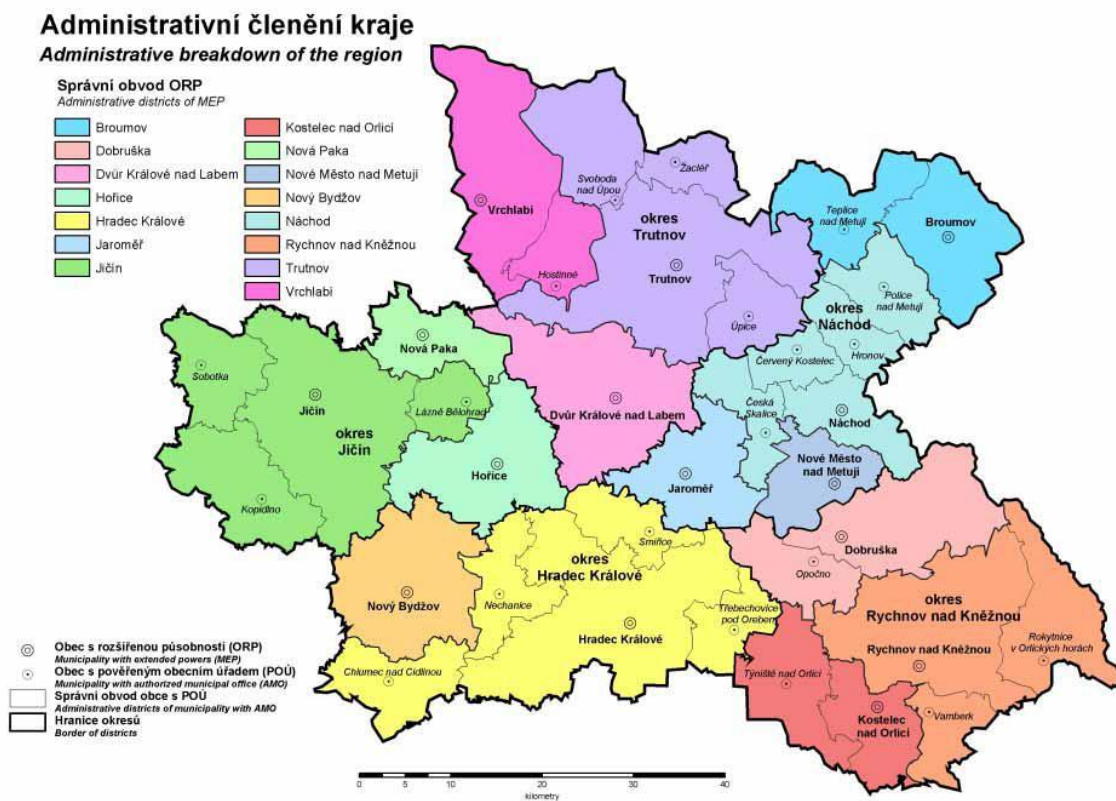 Administrativní členění kraje
Administrative breakdown of the region
Správní obvod ORP
Administrative districts of MEP
Broumov
Dobruška
Dvůr Králové nad Labem
Hořice
Hradec Králové
Jaroměř
Jičín
Kostelec nad Orlicí
Nová Paka
Nové Město nad Metují
Nový Bydžov
Náchod
Rychnov nad Kněžnou
Trutnov
Vrchlabí
Žacléř
Svoboda
nad Úpou
Vrchlabí
okres
Trutnov
Teplice
nad Metují
Broumov
Trutnov
Hostinné
Police
nad Metují
okres
Náchod
Úpice
Nová Paka
Hronov
Červený Kostelec
Sobotka
Jičín
Lázně Bělohrad
Dvůr Králové nad Labem
Česká
Skalice
Náchod
okres
Jičín
Nové Město
nad Metují
Hořice
Jaroměř
Kopidlno
Smiřice
Dobruška
okres
Hradec Králové
Opočno
Nový Bydžov
Nechanice
okres
Rychnov nad Kněžnou
Třebechovice
pod Orebem
Hradec Králové
Rokytnice
v Orlických horách
Rychnov nad Kněžnou
Chlumec nad Cidlinou
Týniště nad Orlicí
Vamberk
Kostelec
nad Orlicí
Obec s rozšířenou působností (ORP)
Municipality with extended powers (MEP)
Obec s pověřeným obecním úřadem (POÚ)
Municipality with authorized municipal office (AMO)
Správní obvod obce s POÚ
Administrative districts of municipality with AMO
Hranice okresů
Border of districts
0 5 10 20 30 40
kilometry